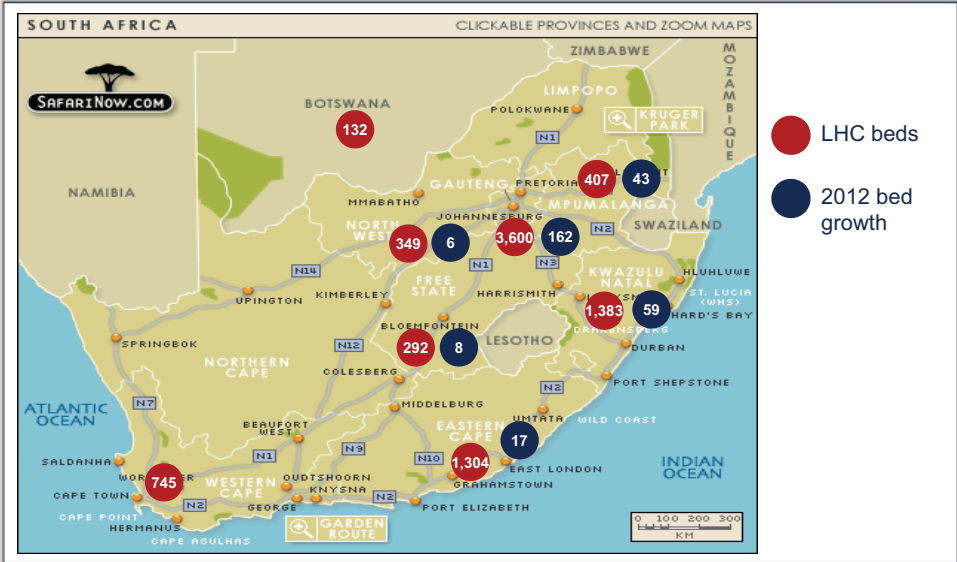 SOUTH AFRICA
CLICKABLE PROVINCES AND ZOOM MAPS
ZIMBABWE
MOZAMBIQUE
LIMPOPO
SAFARINOW.COM
BOTSWANA
POLOKWANE
KRUGER
PARK
132
N1
LHC beds
NAMIBIA
GAUTENG
PRETORIA
407
43
MMABATHO
MPUMALANGA
2012 bed
growth
JOHANNESBURG
NORTH
WEST
349
6
3,600
162
N2
SWAZILAND
N14
N1
N3
KWAZULU
NATAL
HLUHLUWE
FREE
STATE
UPINGTON
KIMBERLEY
HARRISMITH
ST. LUCIA
(WHS)
1,383
59
HARD'S BAY
BLOEMFONTEIN
DRAKENSBERG
SPRINGBOK
N12
292
8
LESOTHO
DURBAN
NORTHERN
CAPE
COLESBERG
PORT SHEPSTONE
N2
N7
MIDDELBURG
ATLANTIC
OCEAN
UMTATA
WILD COAST
BEAUFORT
WEST
EASTERN
CAPE
17
N9
N1
N10
1,304
EAST LONDON
INDIAN
OCEAN
SALDANHA
745
OUDTSHOORN
GRAHAMSTOWN
WESTERN
CAPE
KNYSNA
CAPE TOWN
N2
GEORGE
N2
PORT ELIZABETH
CAPE POINT
HERMANUS
GARDEN
ROUTE
CAPE AGULHAS
0 100 200 300
KM